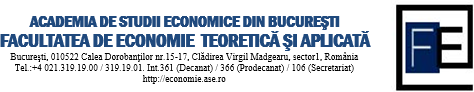 ACADEMIA DE STUDII ECONOMICE DIN BUCUREŞTI
FACULTATEA DE ECONOMIE TEORETICĂ ŞI APLICATĂ
Bucureşti, 010522 Calea Dorobanţilor nr.15-17, Clădirea Virgil Madgearu, sector1, România
Tel.:+4 021.319.19.00 / 319.19.01. Int.361 (Decanat) / 366 (Prodecanat) / 106 (Secretariat)
http://economie.ase.ro
FE